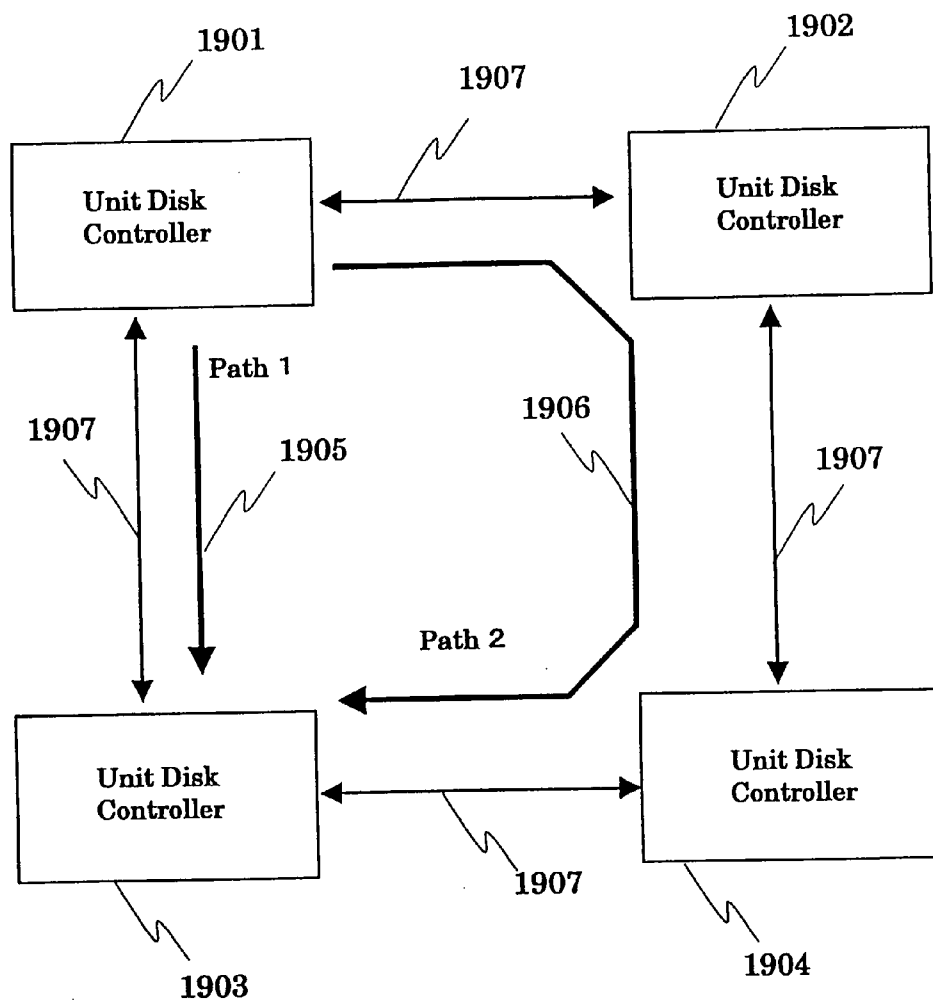 1901
1902
1907
Unit Disk
Controller
Unit Disk
Controller
Path 1
1907
1905
1906
1907
Path 2
Unit Disk
Controller
Unit Disk
Controller
1907
1903
1904